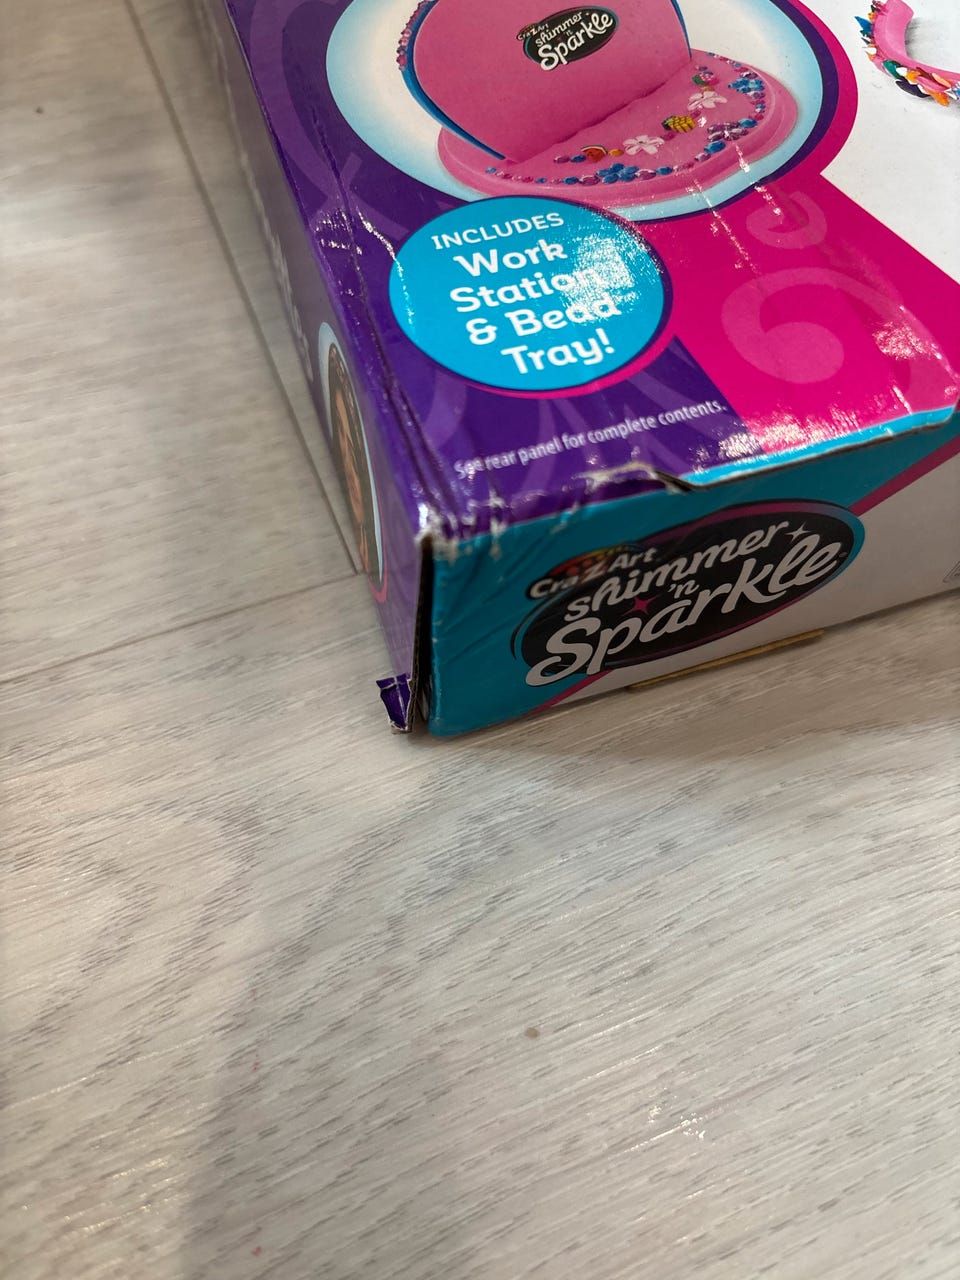 Cra Z Art
shimmer
'n
Sparkle
INCLUDES
Work
Station
& Bead
Tray!
See rear panel for complete contents.
Cra Z Art
shimmer
'n
Sparkle